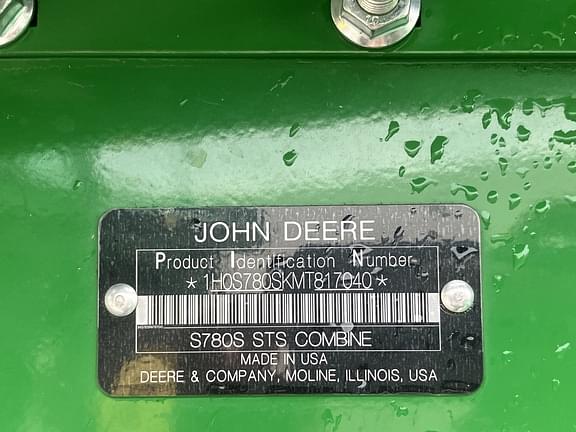 JOHN DEERE
Product Identification Number
*1H0S780SKMT817040*
S780S STS COMBINE
MADE IN USA
DEERE & COMPANY, MOLINE, ILLINOIS, USA